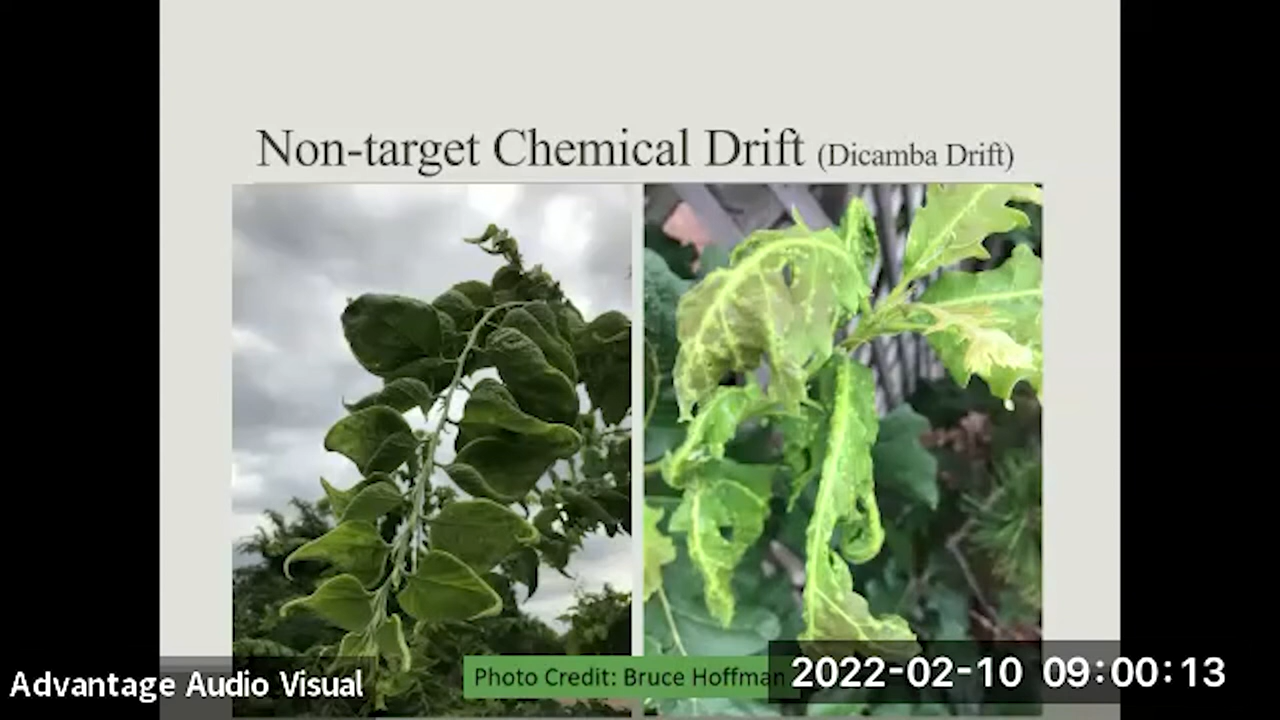 Non-target Chemical Drift (Dicamba Drift)
Photo Credit: Bruce Hoffman
Advantage Audio Visual
2022-02-10 09:00:13